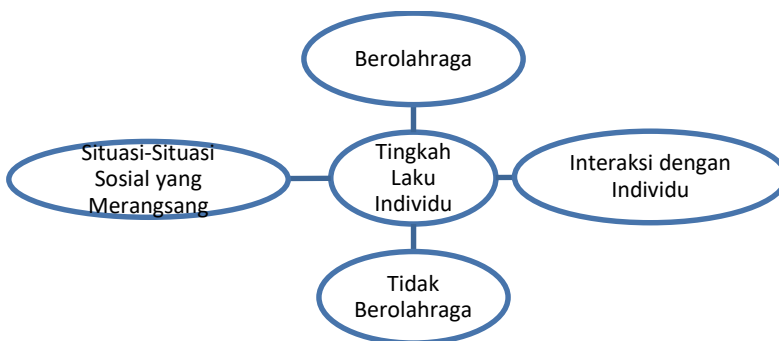 Berolahraga
Situasi-Situasi
Sosial yang
Merangsang
Tingkah
Laku
Individu
Interaksi dengan
Individu
Tidak
Berolahraga